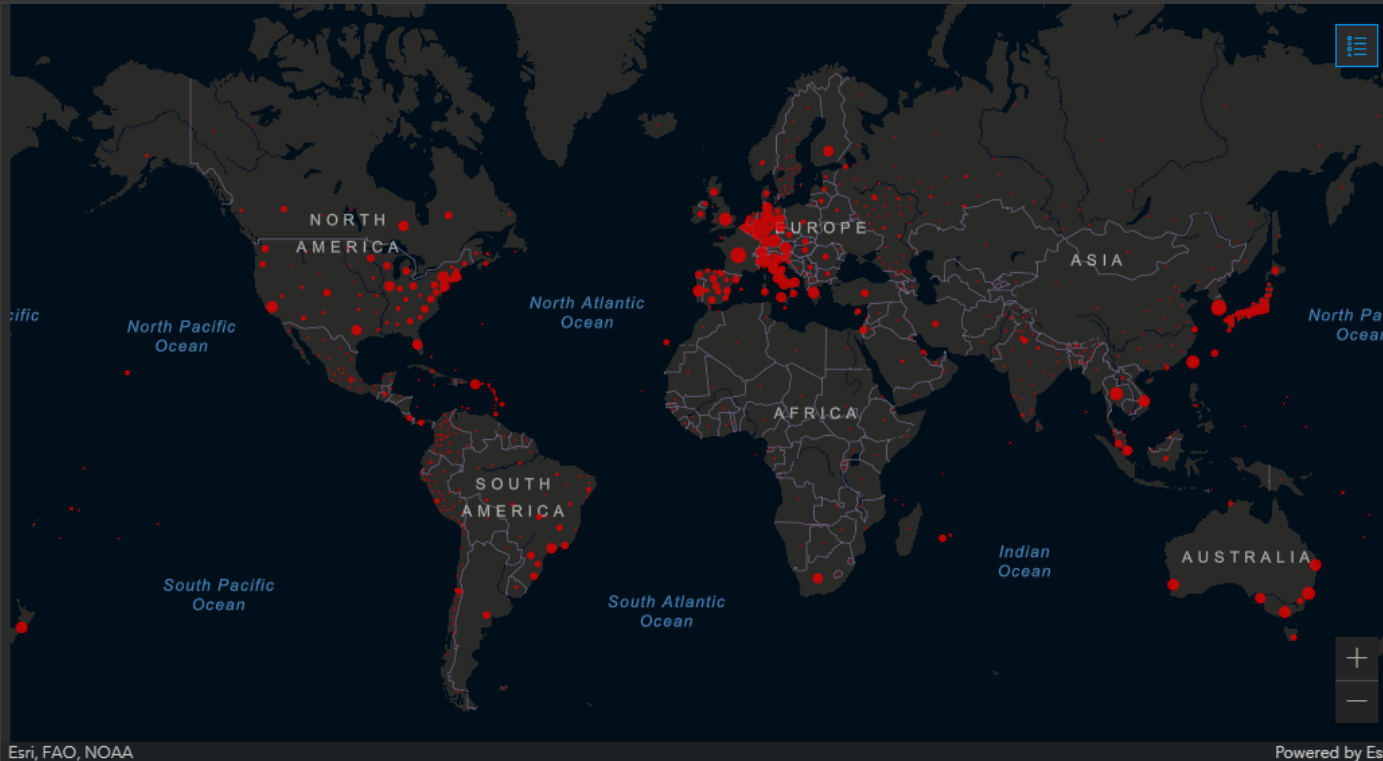 NORTH
AMERICA
EUROPE
ASIA
North Atlantic
Ocean
cific
North Pacific
Ocean
North Pa
Ocean
AFRICA
SOUTH
AMERICA
Indian
Ocean
AUSTRALIA
South Pacific
Ocean
South Atlantic
Ocean
Esri, FAO, NOAA
Powered by Es